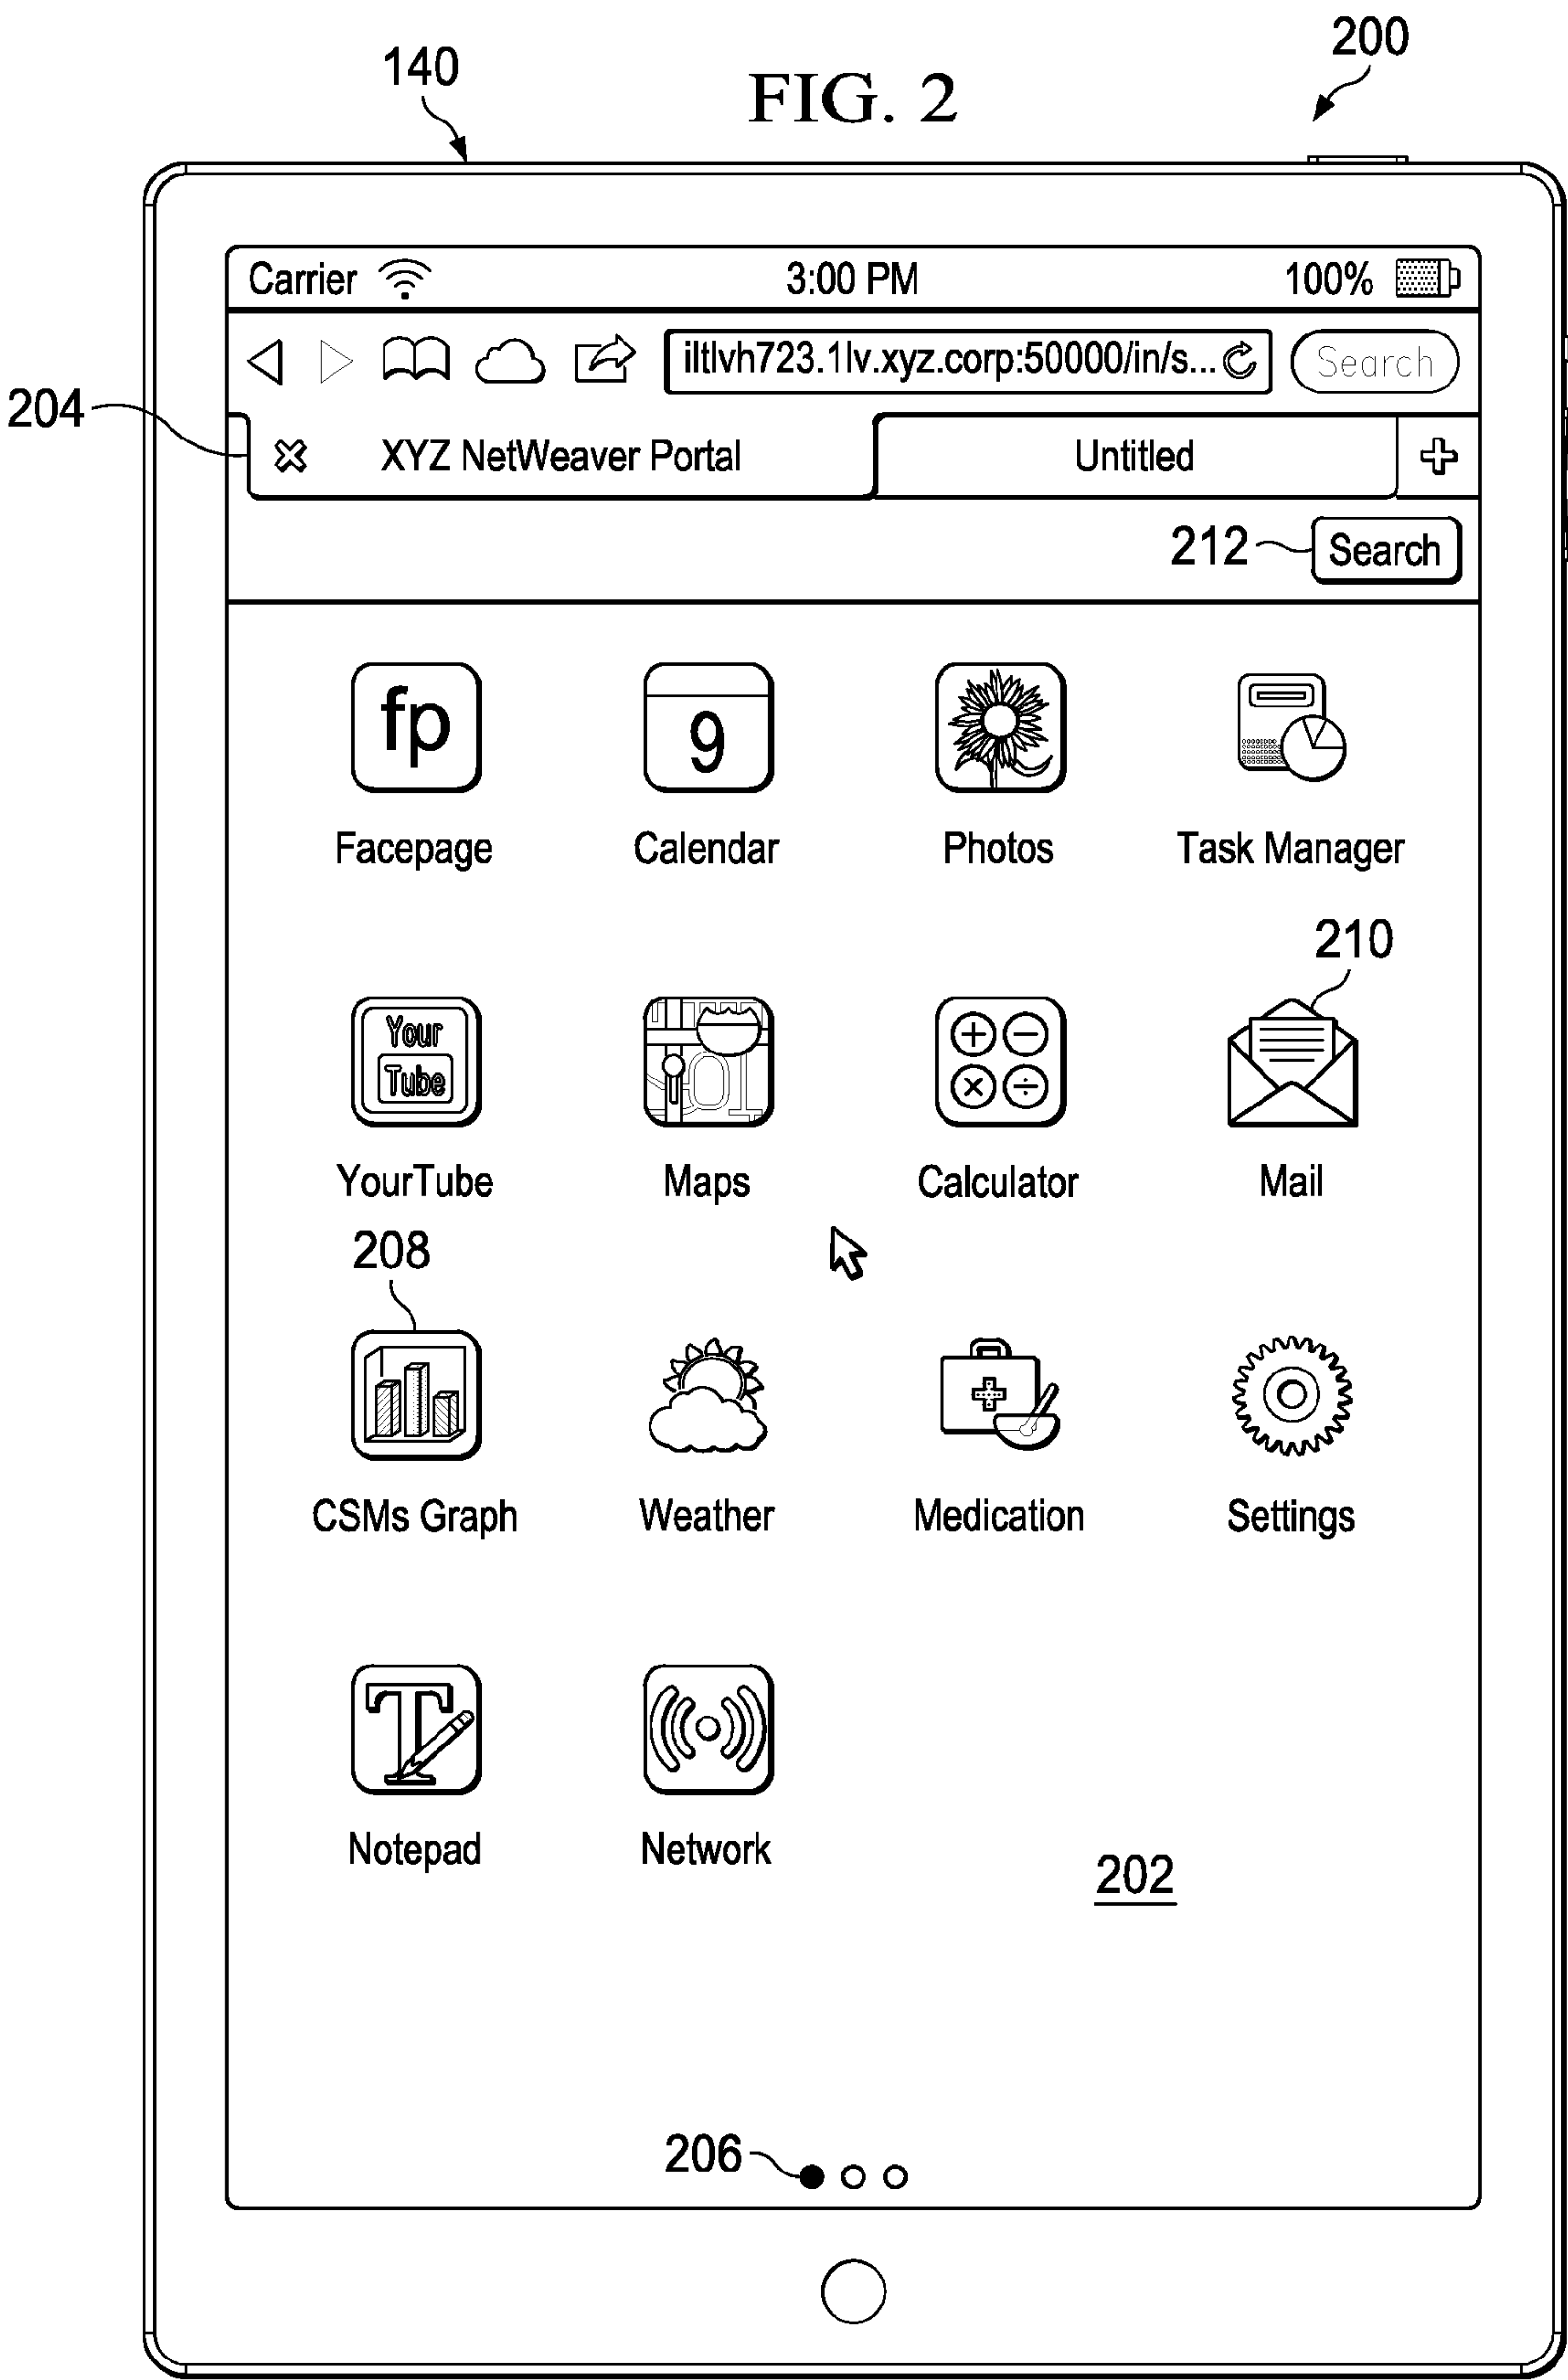 200
140
FIG. 2
Carrier 3:00 PM 100%
iltlvh723.1lv.xyz.corp:50000/in/s... Search
204
XYZ NetWeaver Portal Untitled
212 Search
fp 9
Facepage Calendar Photos Task Manager
210
Your
Tube
YourTube Maps Calculator Mail
208
CSMs Graph Weather Medication Settings
T
Notepad Network
202
206